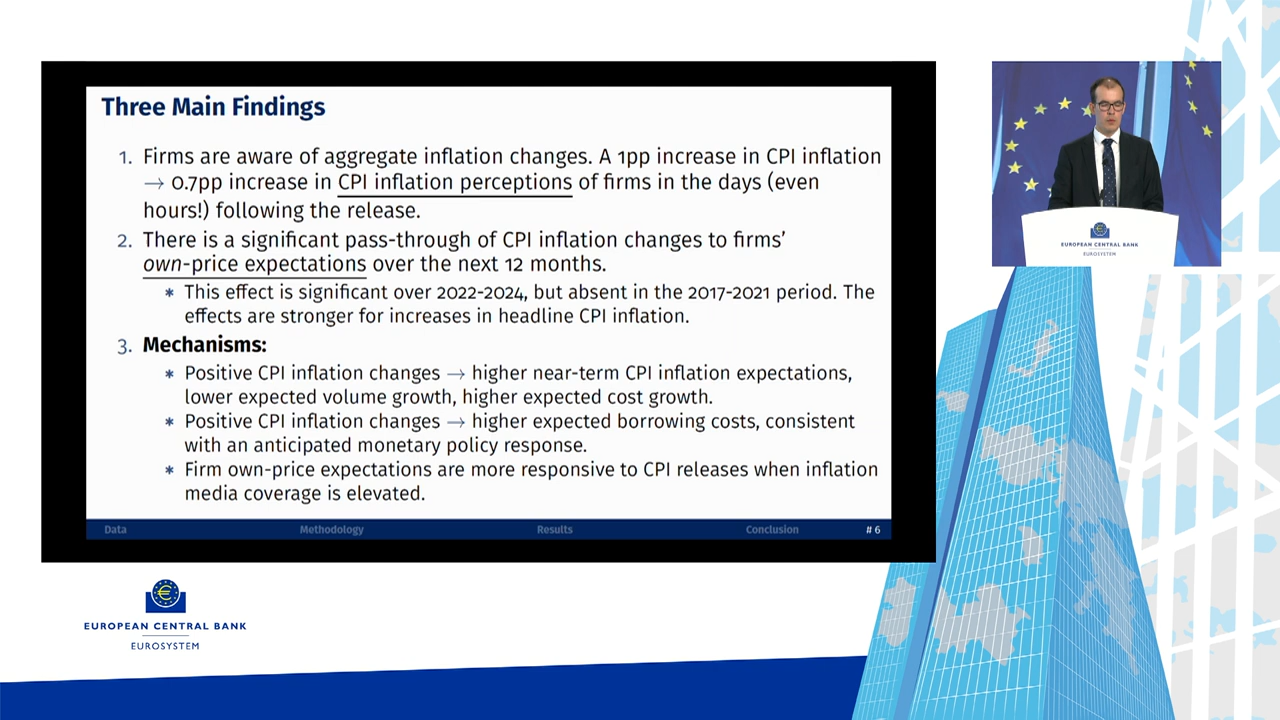 Three Main Findings
1. Firms are aware of aggregate inflation changes. A 1pp increase in CPI inflation
→ 0.7pp increase in CPI inflation perceptions of firms in the days (even
hours!) following the release.
2. There is a significant pass-through of CPI inflation changes to firms'
own-price expectations over the next 12 months.
* This effect is significant over 2022-2024, but absent in the 2017-2021 period. The
effects are stronger for increases in headline CPI inflation.
3. Mechanisms:
* Positive CPI inflation changes → higher near-term CPI inflation expectations,
lower expected volume growth, higher expected cost growth.
* Positive CPI inflation changes → higher expected borrowing costs, consistent
with an anticipated monetary policy response.
* Firm own-price expectations are more responsive to CPI releases when inflation
media coverage is elevated.
Data Methodology Results Conclusion # 6
EUROPEAN CENTRAL BANK
EUROSYSTEM
EUROPEAN CENTRAL BANK
EUROSYSTEM